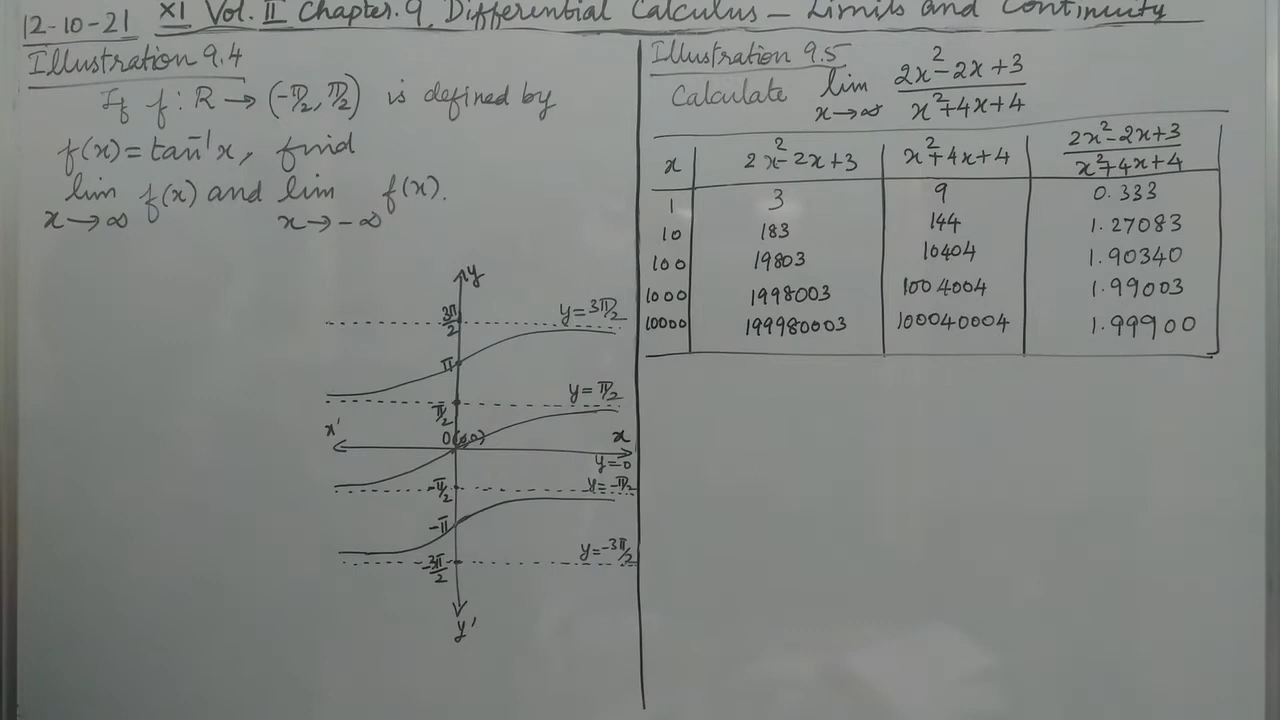 12-10-21 XI Vol. II Chapter.9, Differential Calculus – Limits and Continuity
Illustration 9.4
If f : R → (-π/2, π/2) is defined by
f(x) = tan⁻¹x, find
lim f(x) and lim f(x).
x → ∞ x → -∞
y
3π/2
y = 3π/2
π
y = π/2
π/2
x' 0(0,0) x
y = 0
-π/2 y = -π/2
-π
y = -3π/2
-3π/2
y'
Illustration 9.5
Calculate lim x → ∞ (2x² - 2x + 3)/(x² + 4x + 4)
x 2x² - 2x + 3 x² + 4x + 4 (2x² - 2x + 3)/(x² + 4x + 4)
1 3 9 0.333
10 183 144 1.27083
100 19803 10404 1.90340
1000 1998003 1004004 1.99003
10000 199980003 100040004 1.99900